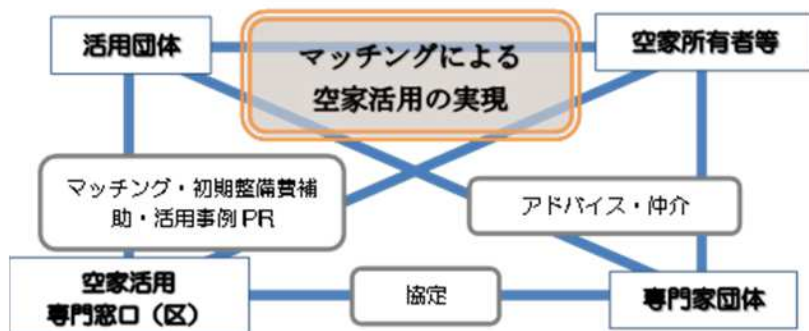 活用団体
マッチングによる
空家活用の実現
空家所有者等
マッチング・初期整備費補
助・活用事例PR
アドバイス・仲介
空家活用
専門窓口（区）
協定
専門家団体